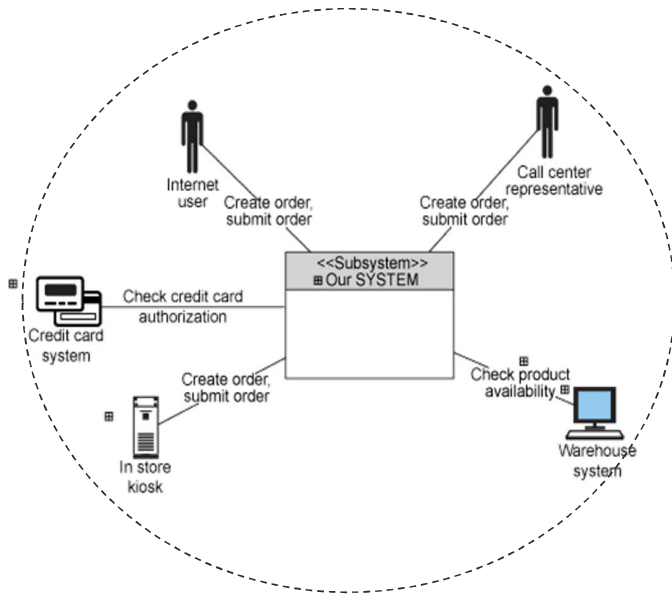 Internet
user
Create order,
submit order
Call center
representative
Create order,
submit order
<<Subsystem>>
Our SYSTEM
Credit card
system
Check credit card
authorization
Create order,
submit order
In store
kiosk
Check product
availability
Warehouse
system